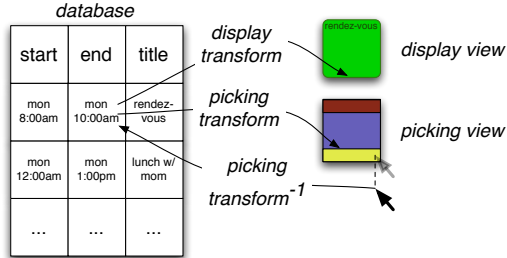 database
start end title
mon 8:00am
mon 10:00am
rendez-
vous
mon 12:00am
mon 1:00pm
lunch w/
mom
... ... ...
display
transform
picking
transform
picking
transform-1
rendez-vous
display view
picking view